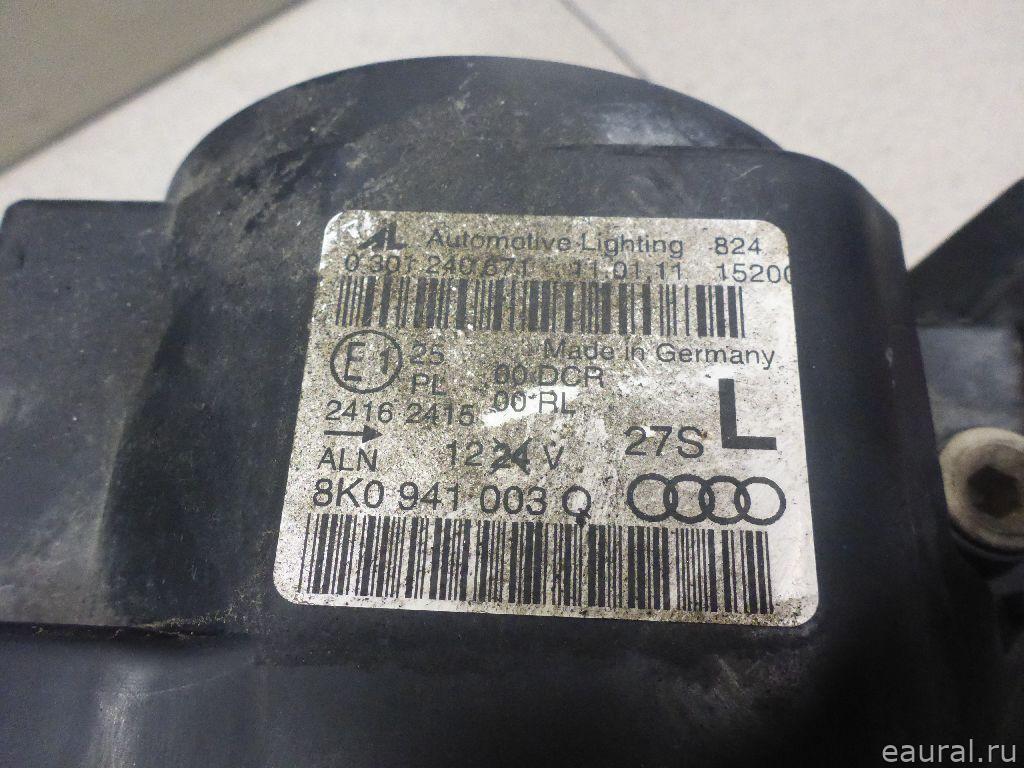 AL Automotive Lighting 824
0 301 240 671 11.01.11 15200
E1 25 Made in Germany
PL 00 DCR
00 RL
2416 2415
L
ALN 12 24 V 27S
8K0 941 003 Q
eaural.ru